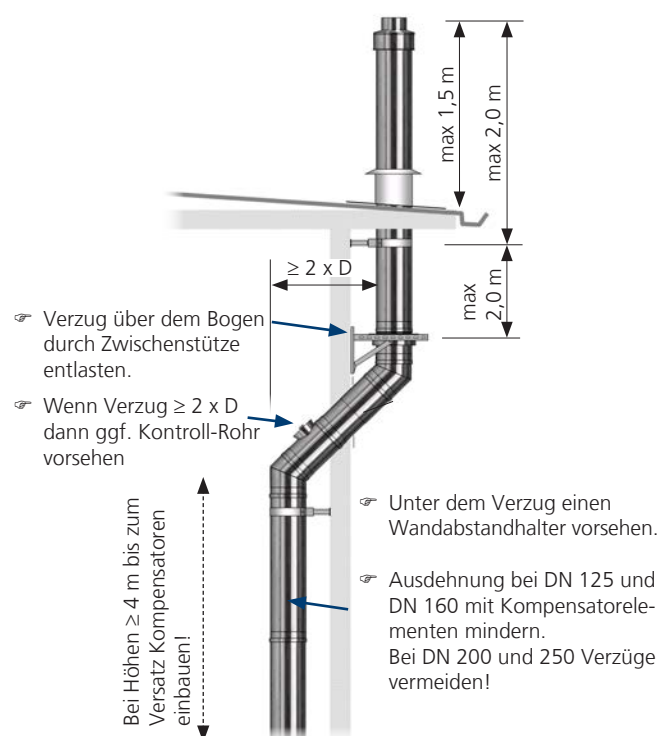 max 1,5 m
max 2,0 m
≥ 2 x D
max
2,0 m
☞ Verzug über dem Bogen
durch Zwischenstütze
entlasten.
☞ Wenn Verzug ≥ 2 x D
dann ggf. Kontroll-Rohr
vorsehen
Bei Höhen ≥ 4 m bis zum
Versatz Kompensatoren
einbauen!
☞ Unter dem Verzug einen
Wandabstandhalter vorsehen.
☞ Ausdehnung bei DN 125 und
DN 160 mit Kompensatorele-
menten mindern.
Bei DN 200 und 250 Verzüge
vermeiden!